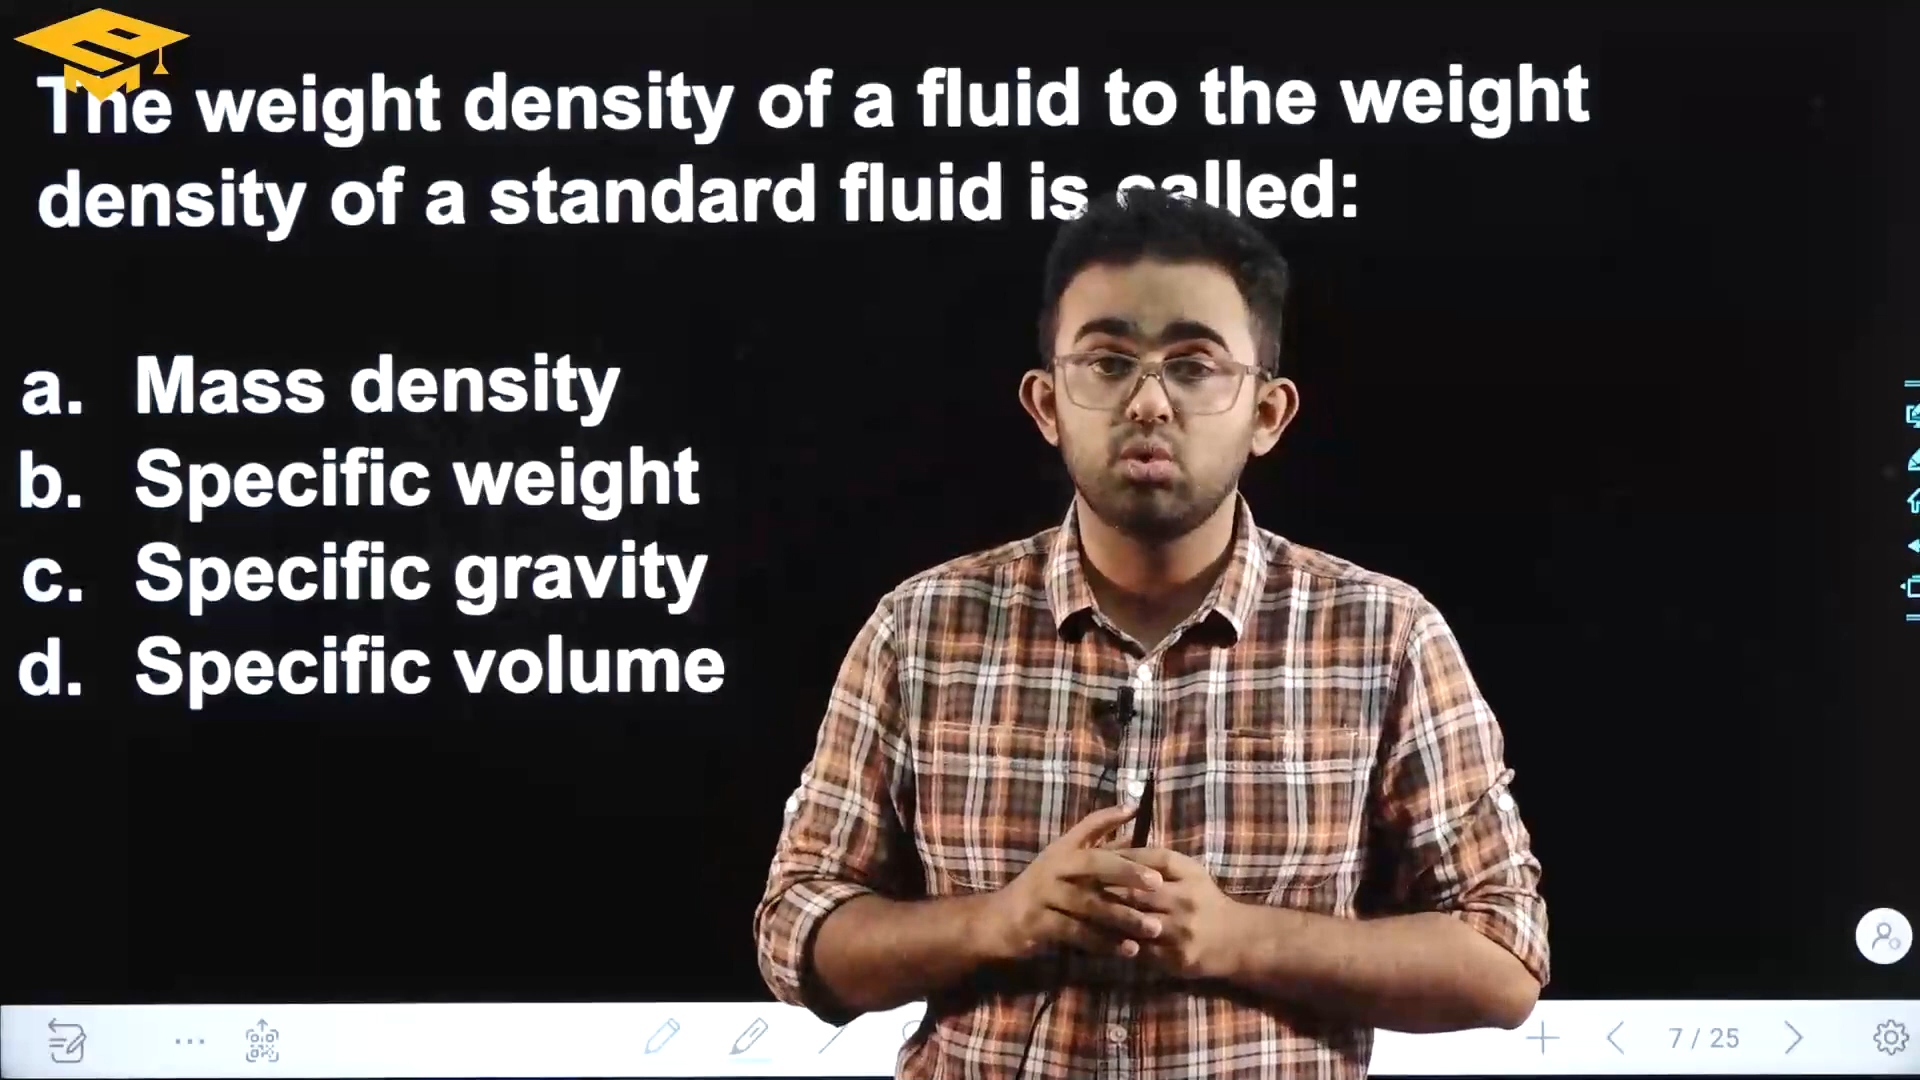 The weight density of a fluid to the weight
density of a standard fluid is called:
a. Mass density
b. Specific weight
c. Specific gravity
d. Specific volume
7 / 25